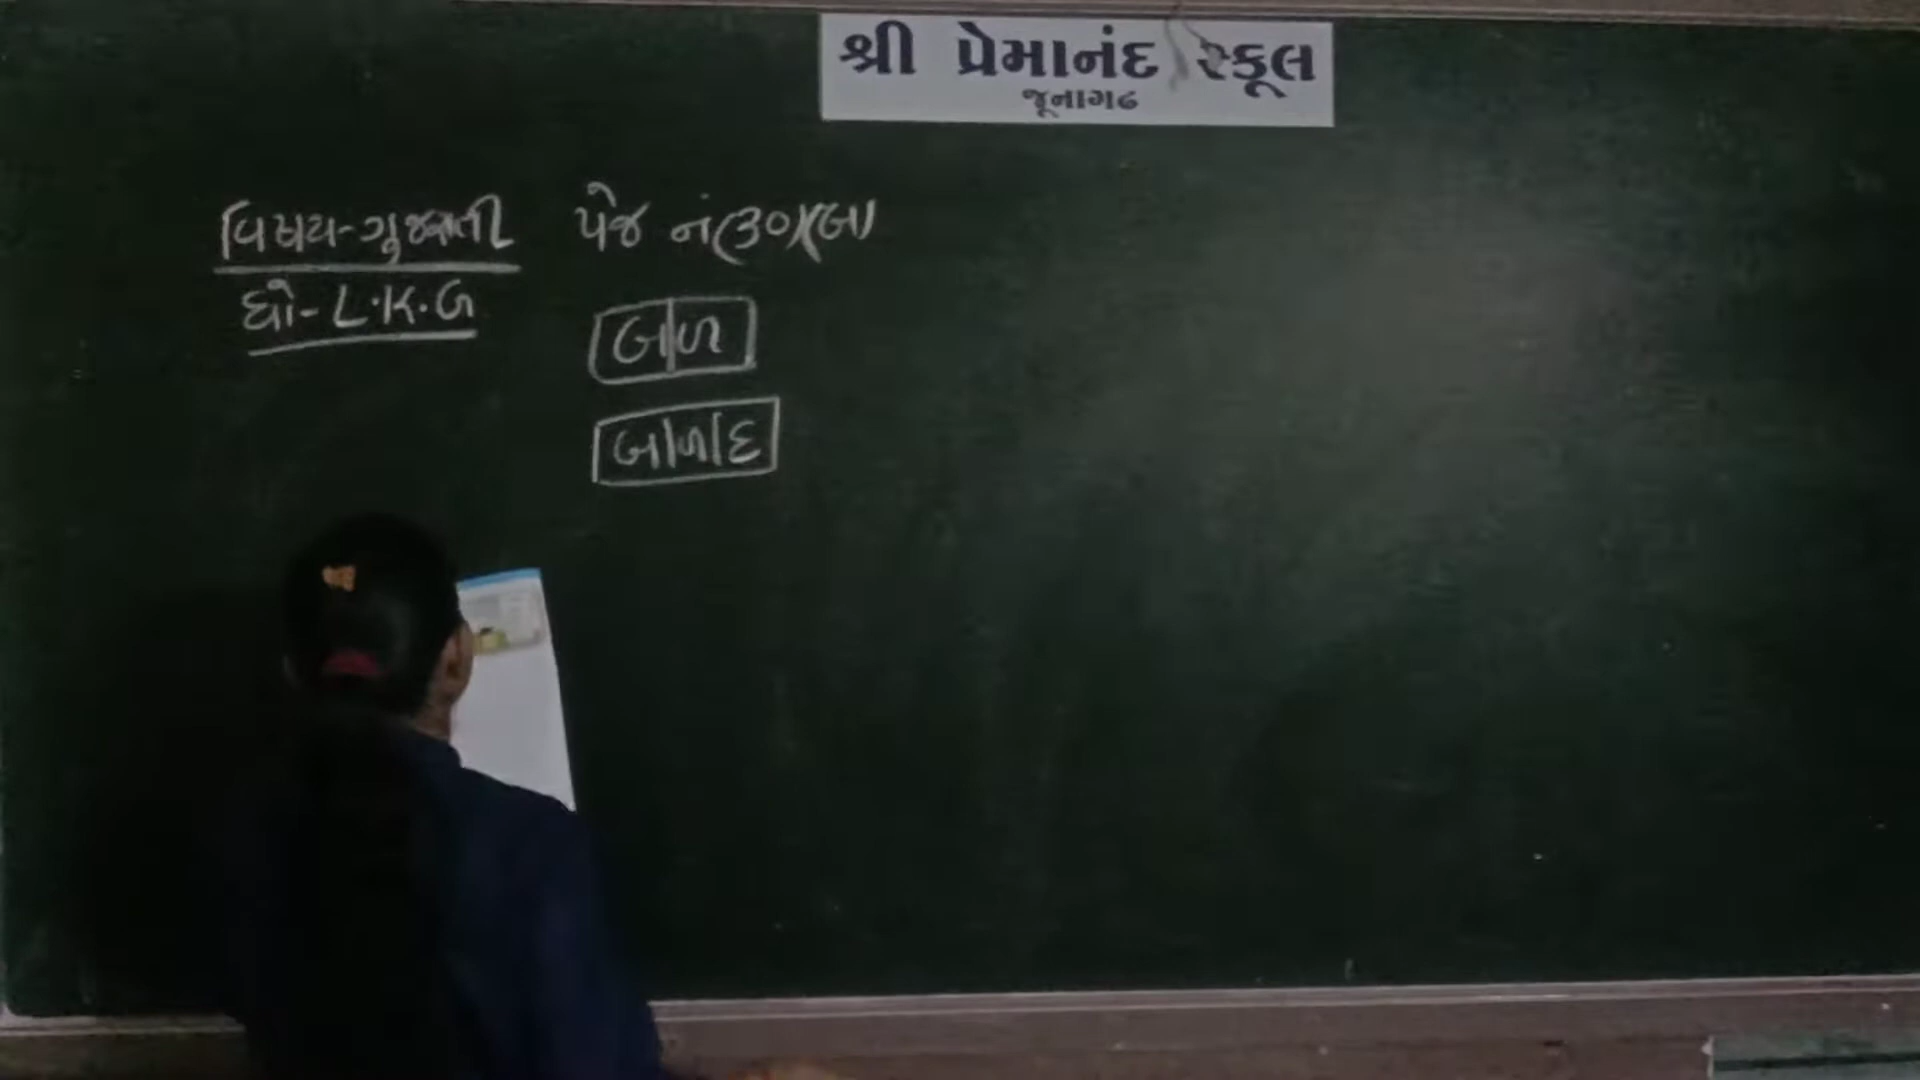 શ્રી પ્રેમાનંદ સ્કૂલ
જૂનાગઢ
વિષય-ગુજરાતી પેજ નં(૩૦)(બ)
ધો-L.K.G
બ|ળ
બ|ળ|દ